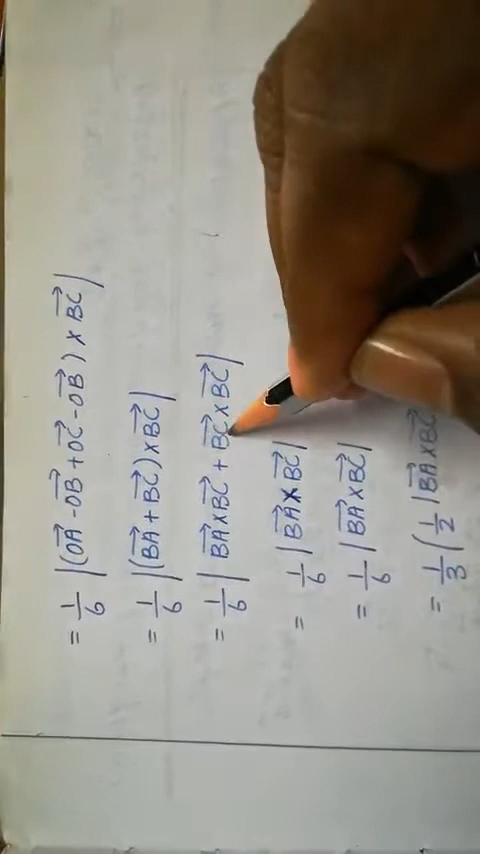 = 1/6 |(OA⃗ - OB⃗ + OC⃗ - OB⃗) × BC⃗|
= 1/6 |(BA⃗ + BC⃗) × BC⃗|
= 1/6 | BA⃗ × BC⃗ + BC⃗ × BC⃗|
= 1/6 | BA⃗ × BC⃗|
= 1/6 | BA⃗ × BC⃗|
= 1/3 (1/2 |BA⃗ × BC⃗